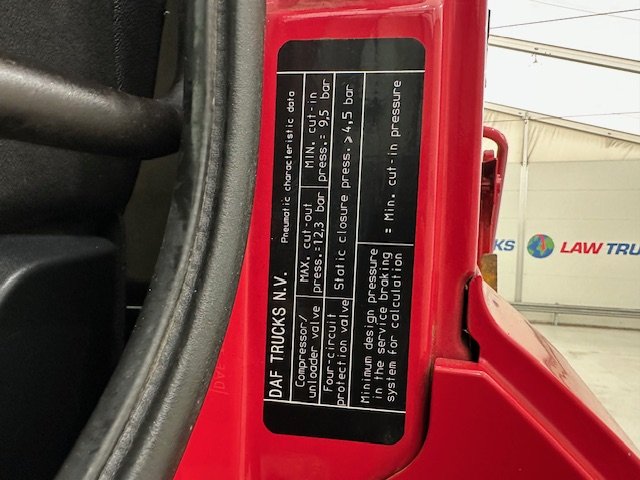 DAF TRUCKS N.V. Pneumatic characteristic data
Compressor/ MAX. cut-out MIN. cut-in
unloader valve press.=12,3 bar press.= 9,5 bar
Four-circuit
protection valve Static closure press. ⩾4,5 bar
Minimum design pressure
in the service braking = Min. cut-in pressure
system for calculation
KS LAW TRU